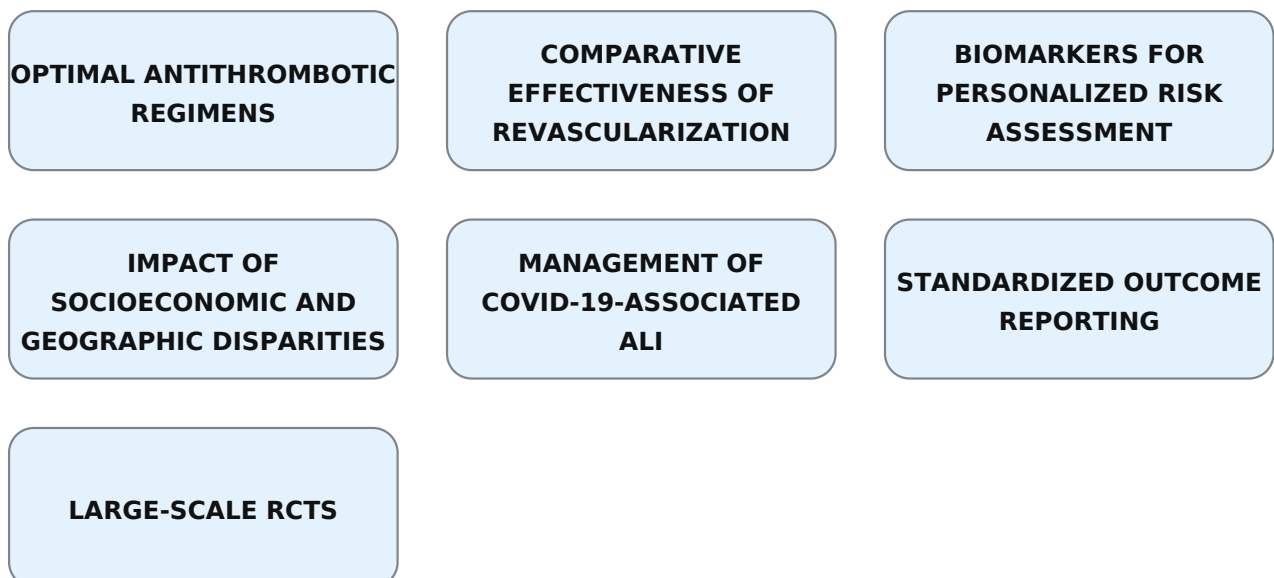 OPTIMAL ANTITHROMBOTIC
REGIMENS
COMPARATIVE
EFFECTIVENESS OF
REVASCULARIZATION
BIOMARKERS FOR
PERSONALIZED RISK
ASSESSMENT
IMPACT OF
SOCIOECONOMIC AND
GEOGRAPHIC DISPARITIES
MANAGEMENT OF
COVID-19-ASSOCIATED
ALI
STANDARDIZED OUTCOME
REPORTING
LARGE-SCALE RCTS